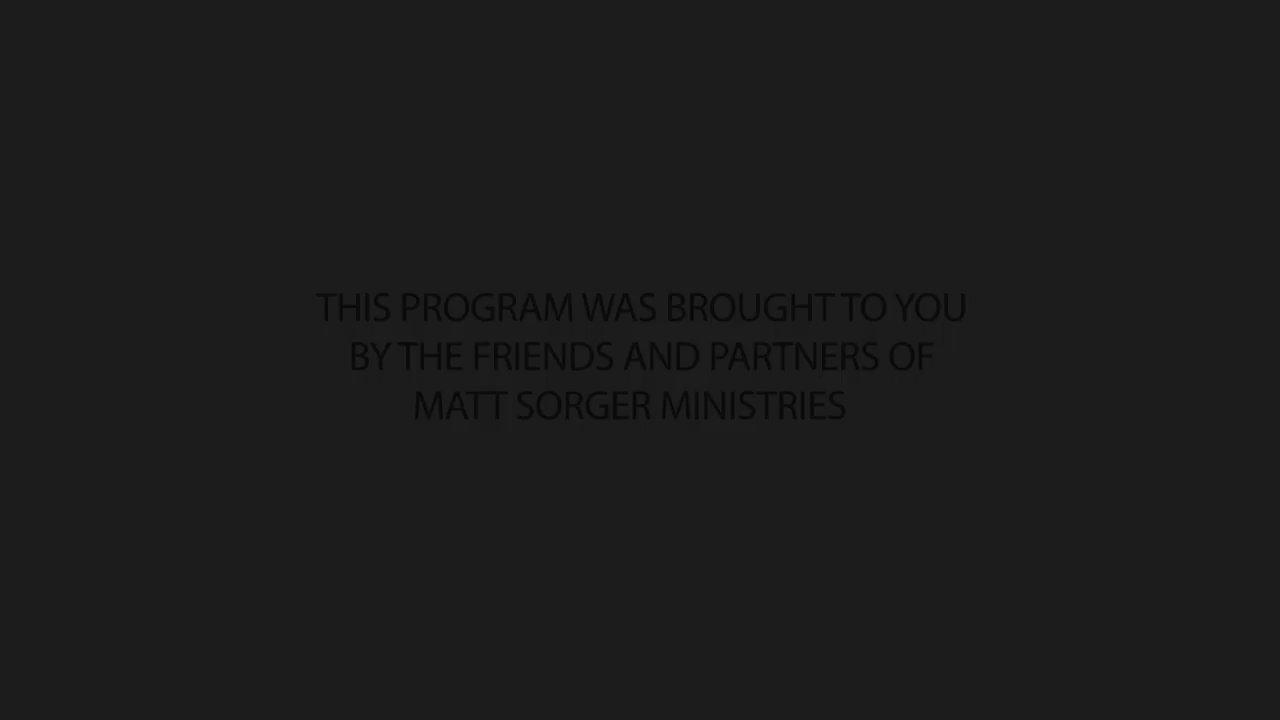 THIS PROGRAM WAS BROUGHT TO YOU
BY THE FRIENDS AND PARTNERS OF
MATT SORGER MINISTRIES